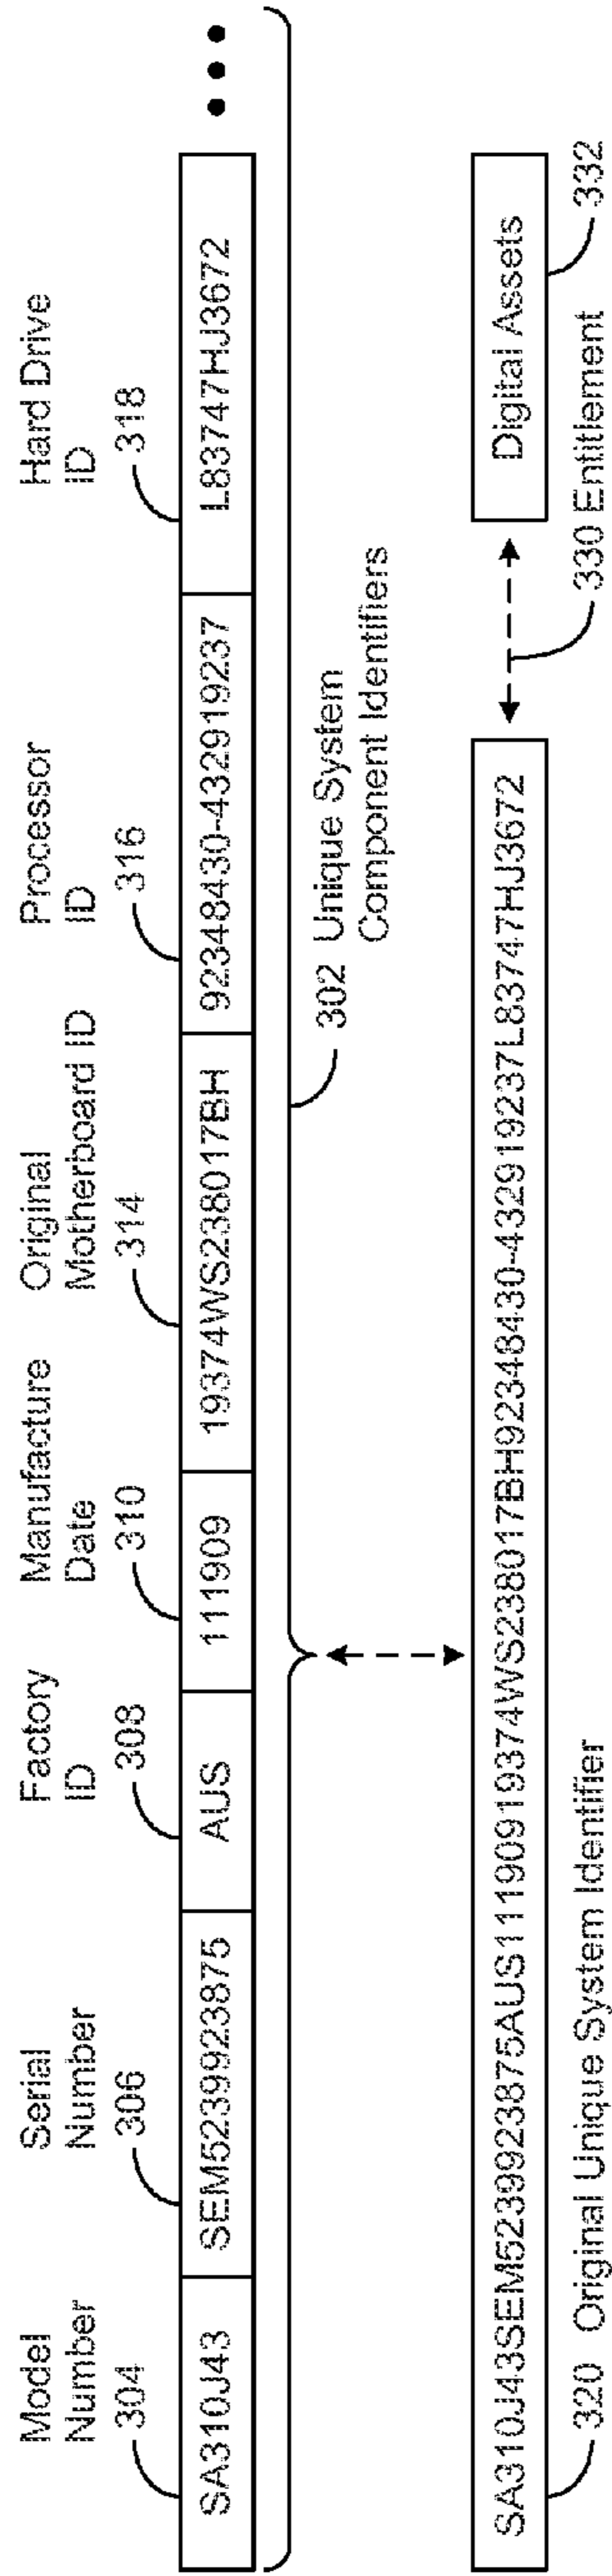 Model Number
304
Serial Number
306
Factory ID
308
Manufacture Date
310
Original Motherboard ID
314
Processor ID
316
Hard Drive ID
318
SA310J43
SEM52399923875
AUS
111909
19374WS238017BH
92348430-432919237
L83747HJ3672
302 Unique System
Component Identifiers
SA310J43SEM52399923875AUS11190919374WS238017BH92348430-432919237L83747HJ3672
Digital Assets
320 Original Unique System Identifier
330 Entitlement
332